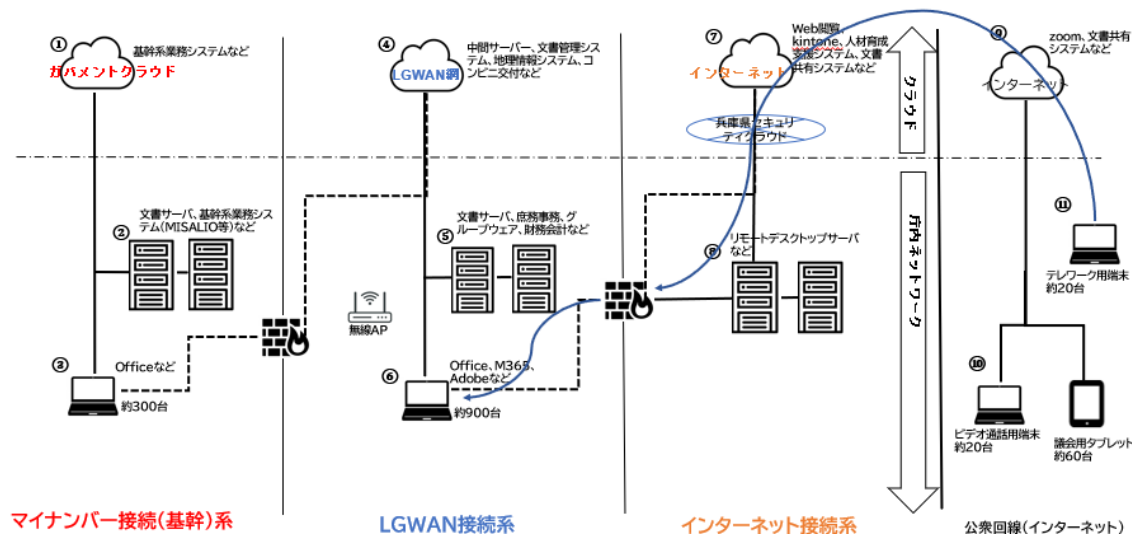 ①
基幹系業務システムなど
ガバメントクラウド
④
中間サーバー、文書管理シス
テム、地理情報システム、コ
ンビニ交付など
LGWAN網
⑦
Web閲覧、
kintone、人材育成
支援システム、文書
共有システムなど
インターネット
兵庫県セキュリ
ティクラウド
クラウド
⑨
zoom、文書共有
システムなど
インターネット
②
文書サーバ、基幹系業務シス
テム(MISALIO等)など
⑤
文書サーバ、庶務事務、グ
ループウェア、財務会計など
⑧
リモートデスクトップサーバ
など
庁内ネットワーク
⑪
テレワーク用端末
約20台
無線AP
③
Officeなど
約300台
⑥
Office、M365、
Adobeなど
約900台
⑩
ビデオ通話用端末
約20台
議会用タブレット
約60台
マイナンバー接続(基幹)系
LGWAN接続系
インターネット接続系
公衆回線(インターネット)